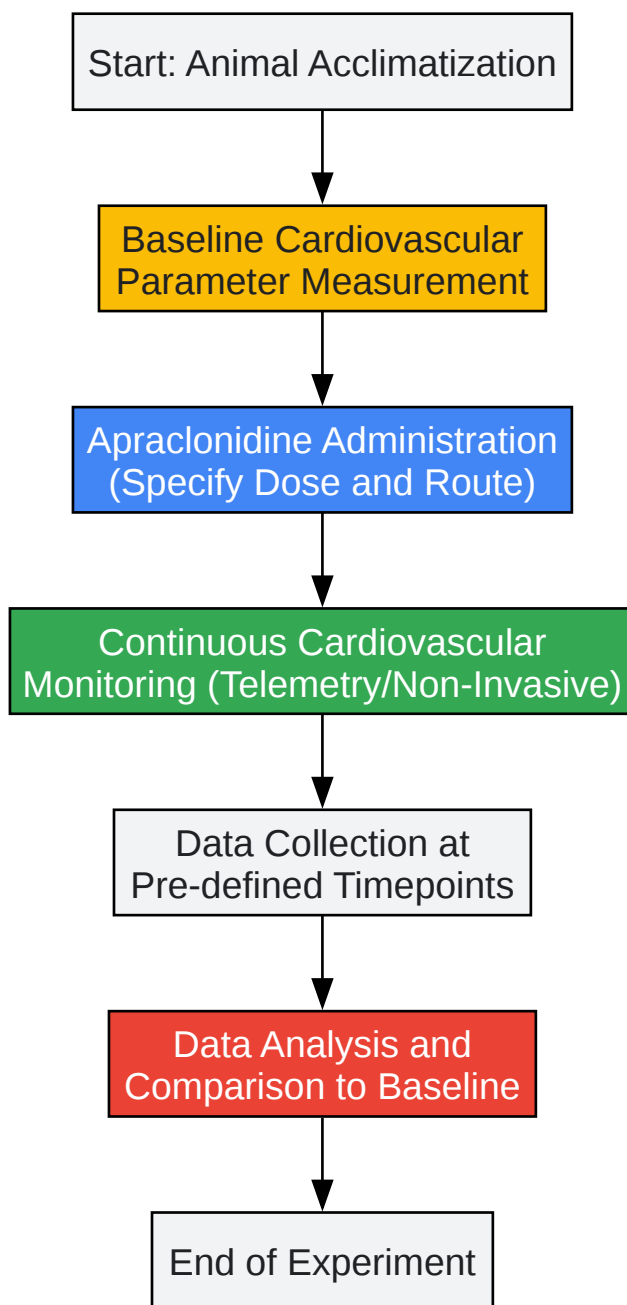 Start: Animal Acclimatization
Baseline Cardiovascular
Parameter Measurement
Apraclonidine Administration
(Specify Dose and Route)
Continuous Cardiovascular
Monitoring (Telemetry/Non-Invasive)
Data Collection at
Pre-defined Timepoints
Data Analysis and
Comparison to Baseline
End of Experiment